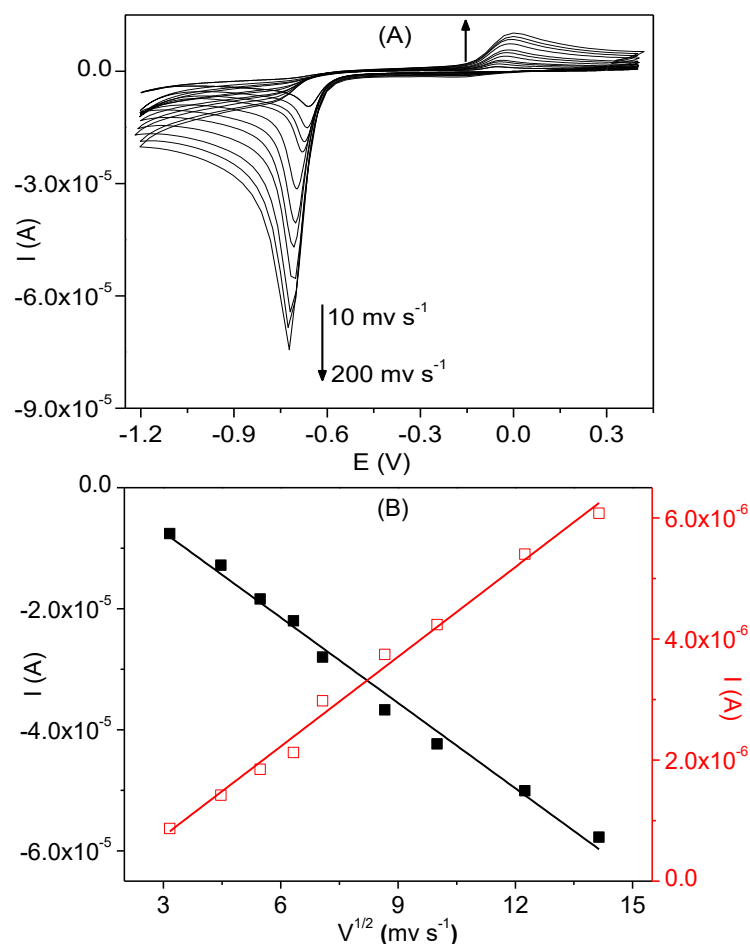 (A)
0.0
-3.0x10⁻⁵
-6.0x10⁻⁵
-9.0x10⁻⁵
I (A)
10 mv s⁻¹
200 mv s⁻¹
-1.2 -0.9 -0.6 -0.3 0.0 0.3
E (V)
(B)
0.0
-2.0x10⁻⁵
-4.0x10⁻⁵
-6.0x10⁻⁵
I (A)
6.0x10⁻⁶
4.0x10⁻⁶
2.0x10⁻⁶
0.0
I (A)
3 6 9 12 15
V¹ᐟ² (mv s⁻¹)